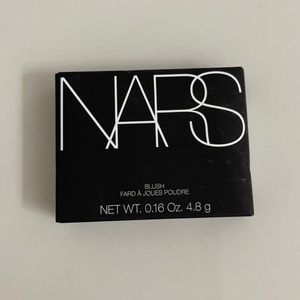 NARS
BLUSH
FARD À JOUES POUDRE
NET WT. 0.16 Oz. 4.8 g